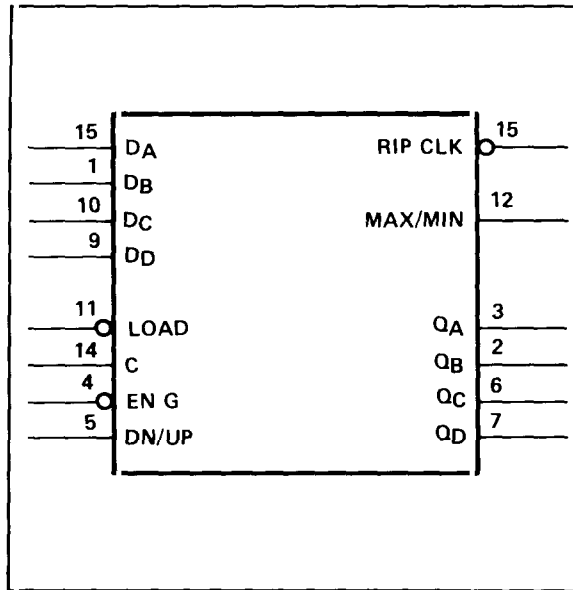 15 DA RIP CLK 15
1 DB
10 DC MAX/MIN 12
9 DD
11 LOAD QA 3
14 C QB 2
4 EN G QC 6
5 DN/UP QD 7